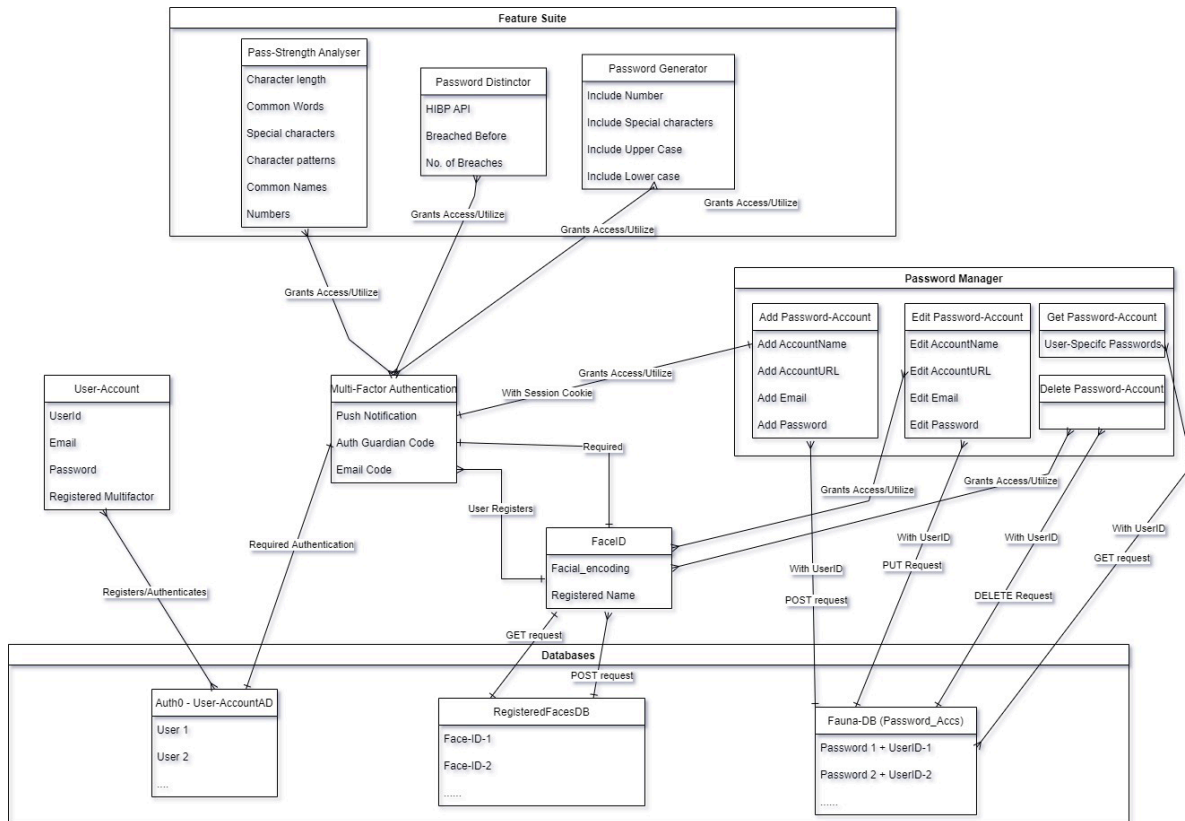 Feature Suite
Pass-Strength Analyser
Character length
Common Words
Special characters
Character patterns
Common Names
Numbers
Password Distinctor
HIBP API
Breached Before
No. of Breaches
Password Generator
Include Number
Include Special characters
Include Upper Case
Include Lower case
Grants Access/Utilize
Grants Access/Utilize
Grants Access/Utilize
Grants Access/Utilize
Password Manager
Add Password-Account
Add AccountName
Add AccountURL
Add Email
Add Password
Edit Password-Account
Edit AccountName
Edit AccountURL
Edit Email
Edit Password
Get Password-Account
User-Specifc Passwords
Delete Password-Account
User-Account
UserId
Email
Password
Registered Multifactor
Multi-Factor Authentication
Push Notification
Auth Guardian Code
Email Code
Grants Access/Utilize
With Session Cookie
Required
User Registers
Grants Access/Utilize
Grants Access/Utilize
FaceID
Facial_encoding
Registered Name
Required Authentication
Registers/Authenticates
With UserID
POST request
With UserID
PUT Request
With UserID
DELETE Request
With UserID
GET request
GET request
POST request
Databases
Auth0 - User-AccountAD
User 1
User 2
....
RegisteredFacesDB
Face-ID-1
Face-ID-2
......
Fauna-DB (Password_Accs)
Password 1 + UserID-1
Password 2 + UserID-2
......